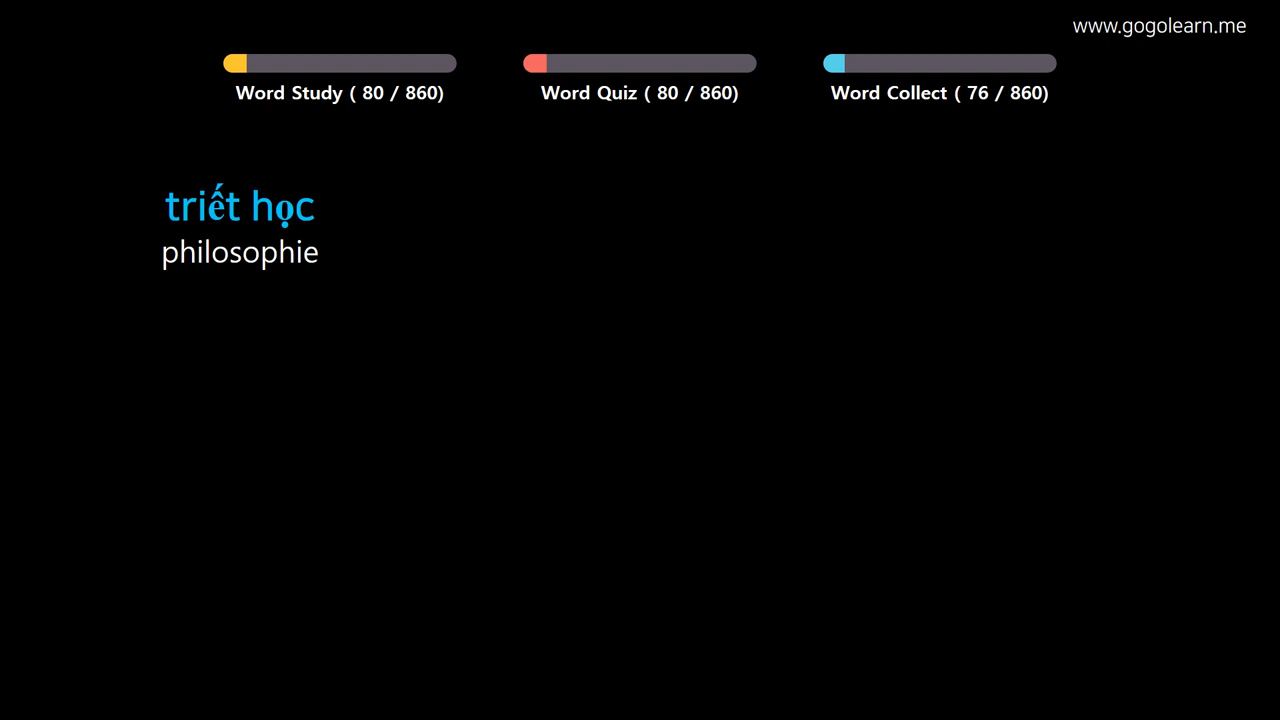 www.gogolearn.me
Word Study ( 80 / 860)
Word Quiz ( 80 / 860)
Word Collect ( 76 / 860)
triết học
philosophie